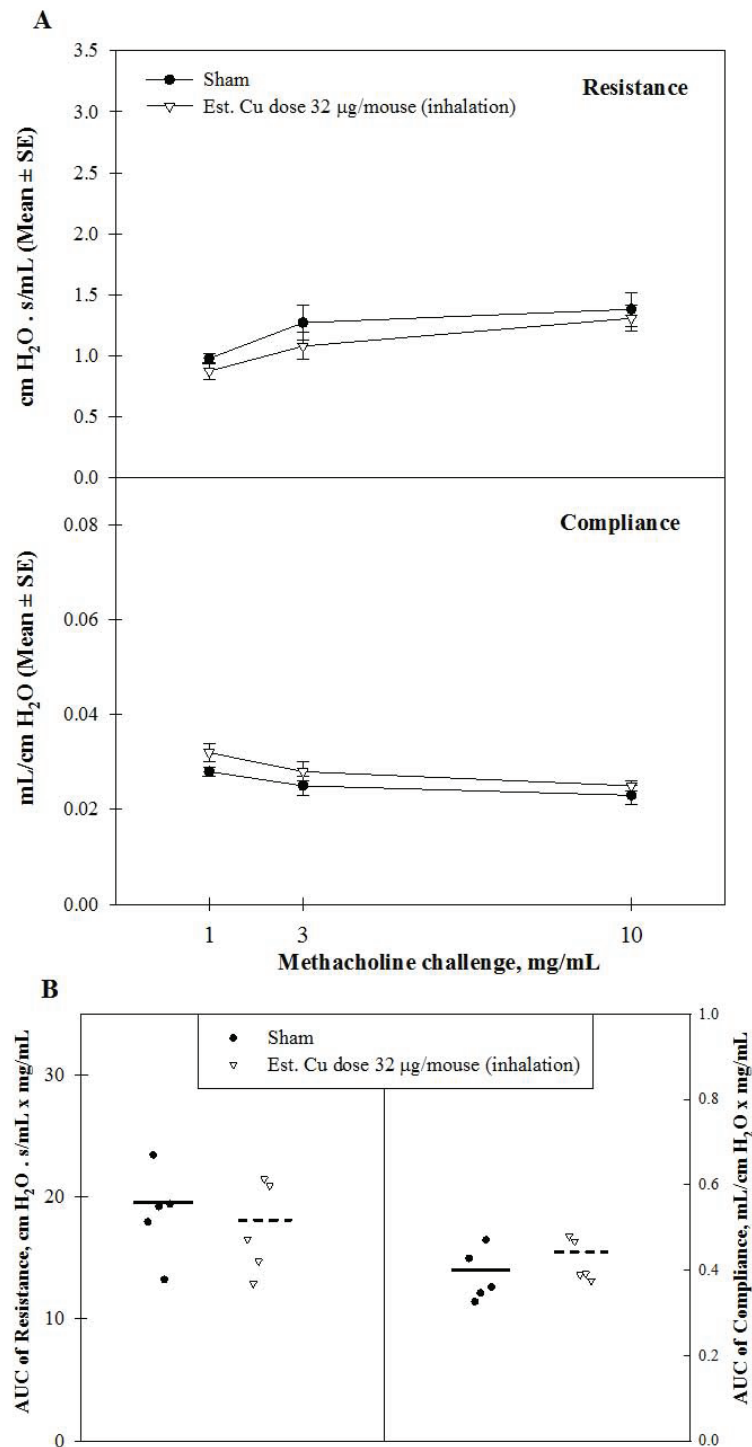 A
3.5
3.0
2.5
2.0
1.5
1.0
0.5
0.0
cm H₂O . s/mL (Mean ± SE)
Sham
Est. Cu dose 32 µg/mouse (inhalation)
Resistance
0.08
0.06
0.04
0.02
0.00
mL/cm H₂O (Mean ± SE)
Compliance
1 3 10
Methacholine challenge, mg/mL
B
30
20
10
0
AUC of Resistance, cm H₂O . s/mL x mg/mL
Sham
Est. Cu dose 32 µg/mouse (inhalation)
1.0
0.8
0.6
0.4
0.2
0.0
AUC of Compliance, mL/cm H₂O x mg/mL